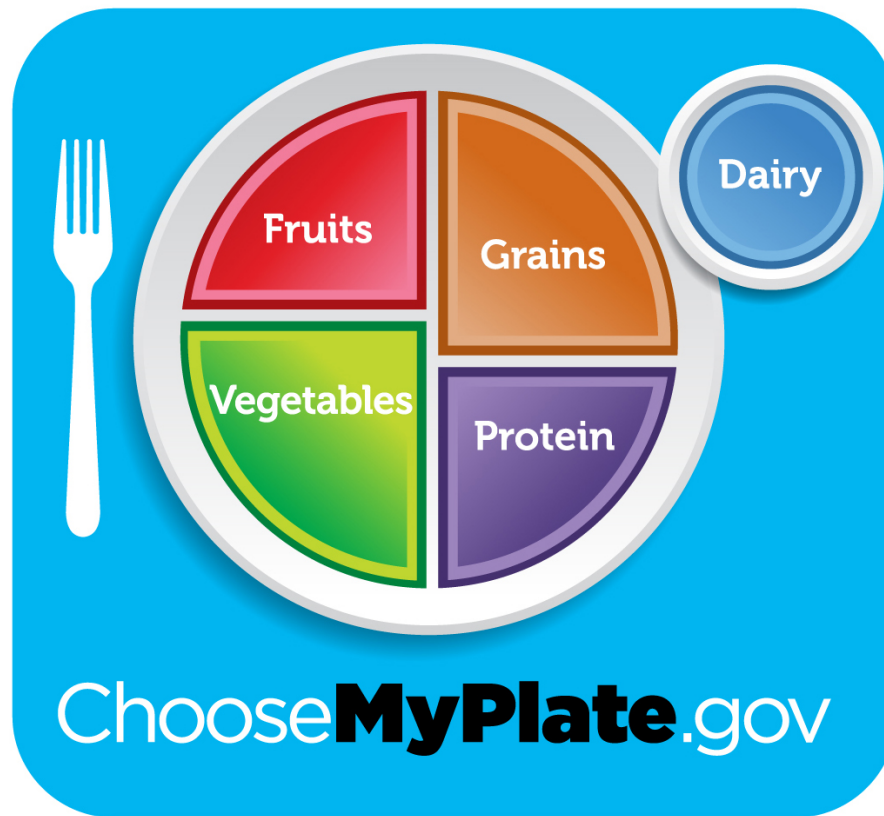 Fruits
Grains
Dairy
Vegetables
Protein
ChooseMyPlate.gov